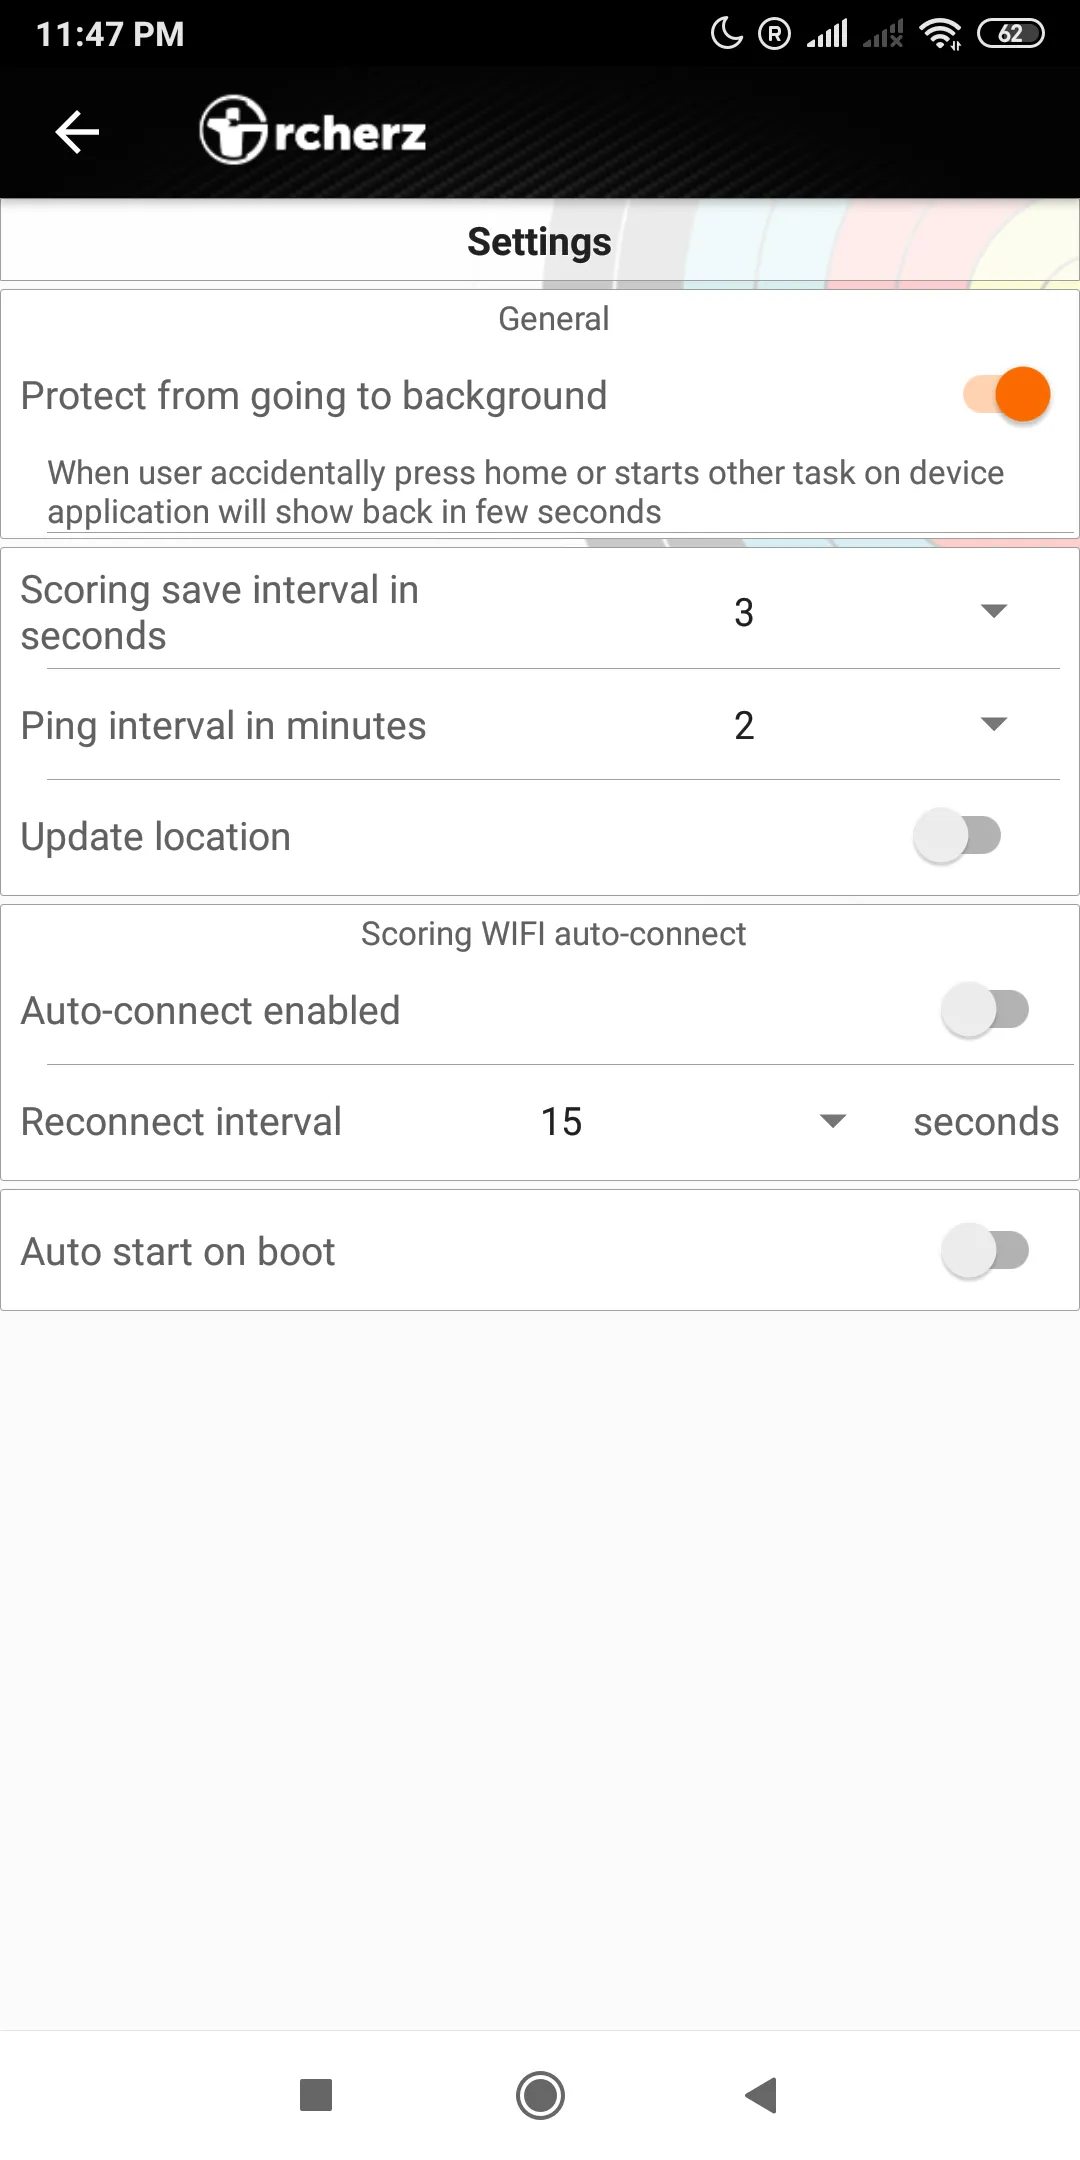 11:47 PM
R
62
rcherz
Settings
General
Protect from going to background
When user accidentally press home or starts other task on device
application will show back in few seconds
Scoring save interval in
seconds
3
Ping interval in minutes
2
Update location
Scoring WIFI auto-connect
Auto-connect enabled
Reconnect interval
15
seconds
Auto start on boot